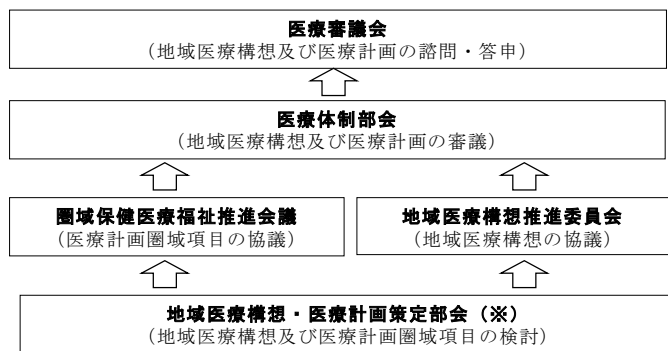 医療審議会
（地域医療構想及び医療計画の諮問・答申）
医療体制部会
（地域医療構想及び医療計画の審議）
圏域保健医療福祉推進会議
（医療計画圏域項目の協議）
地域医療構想推進委員会
（地域医療構想の協議）
地域医療構想・医療計画策定部会（※）
（地域医療構想及び医療計画圏域項目の検討）